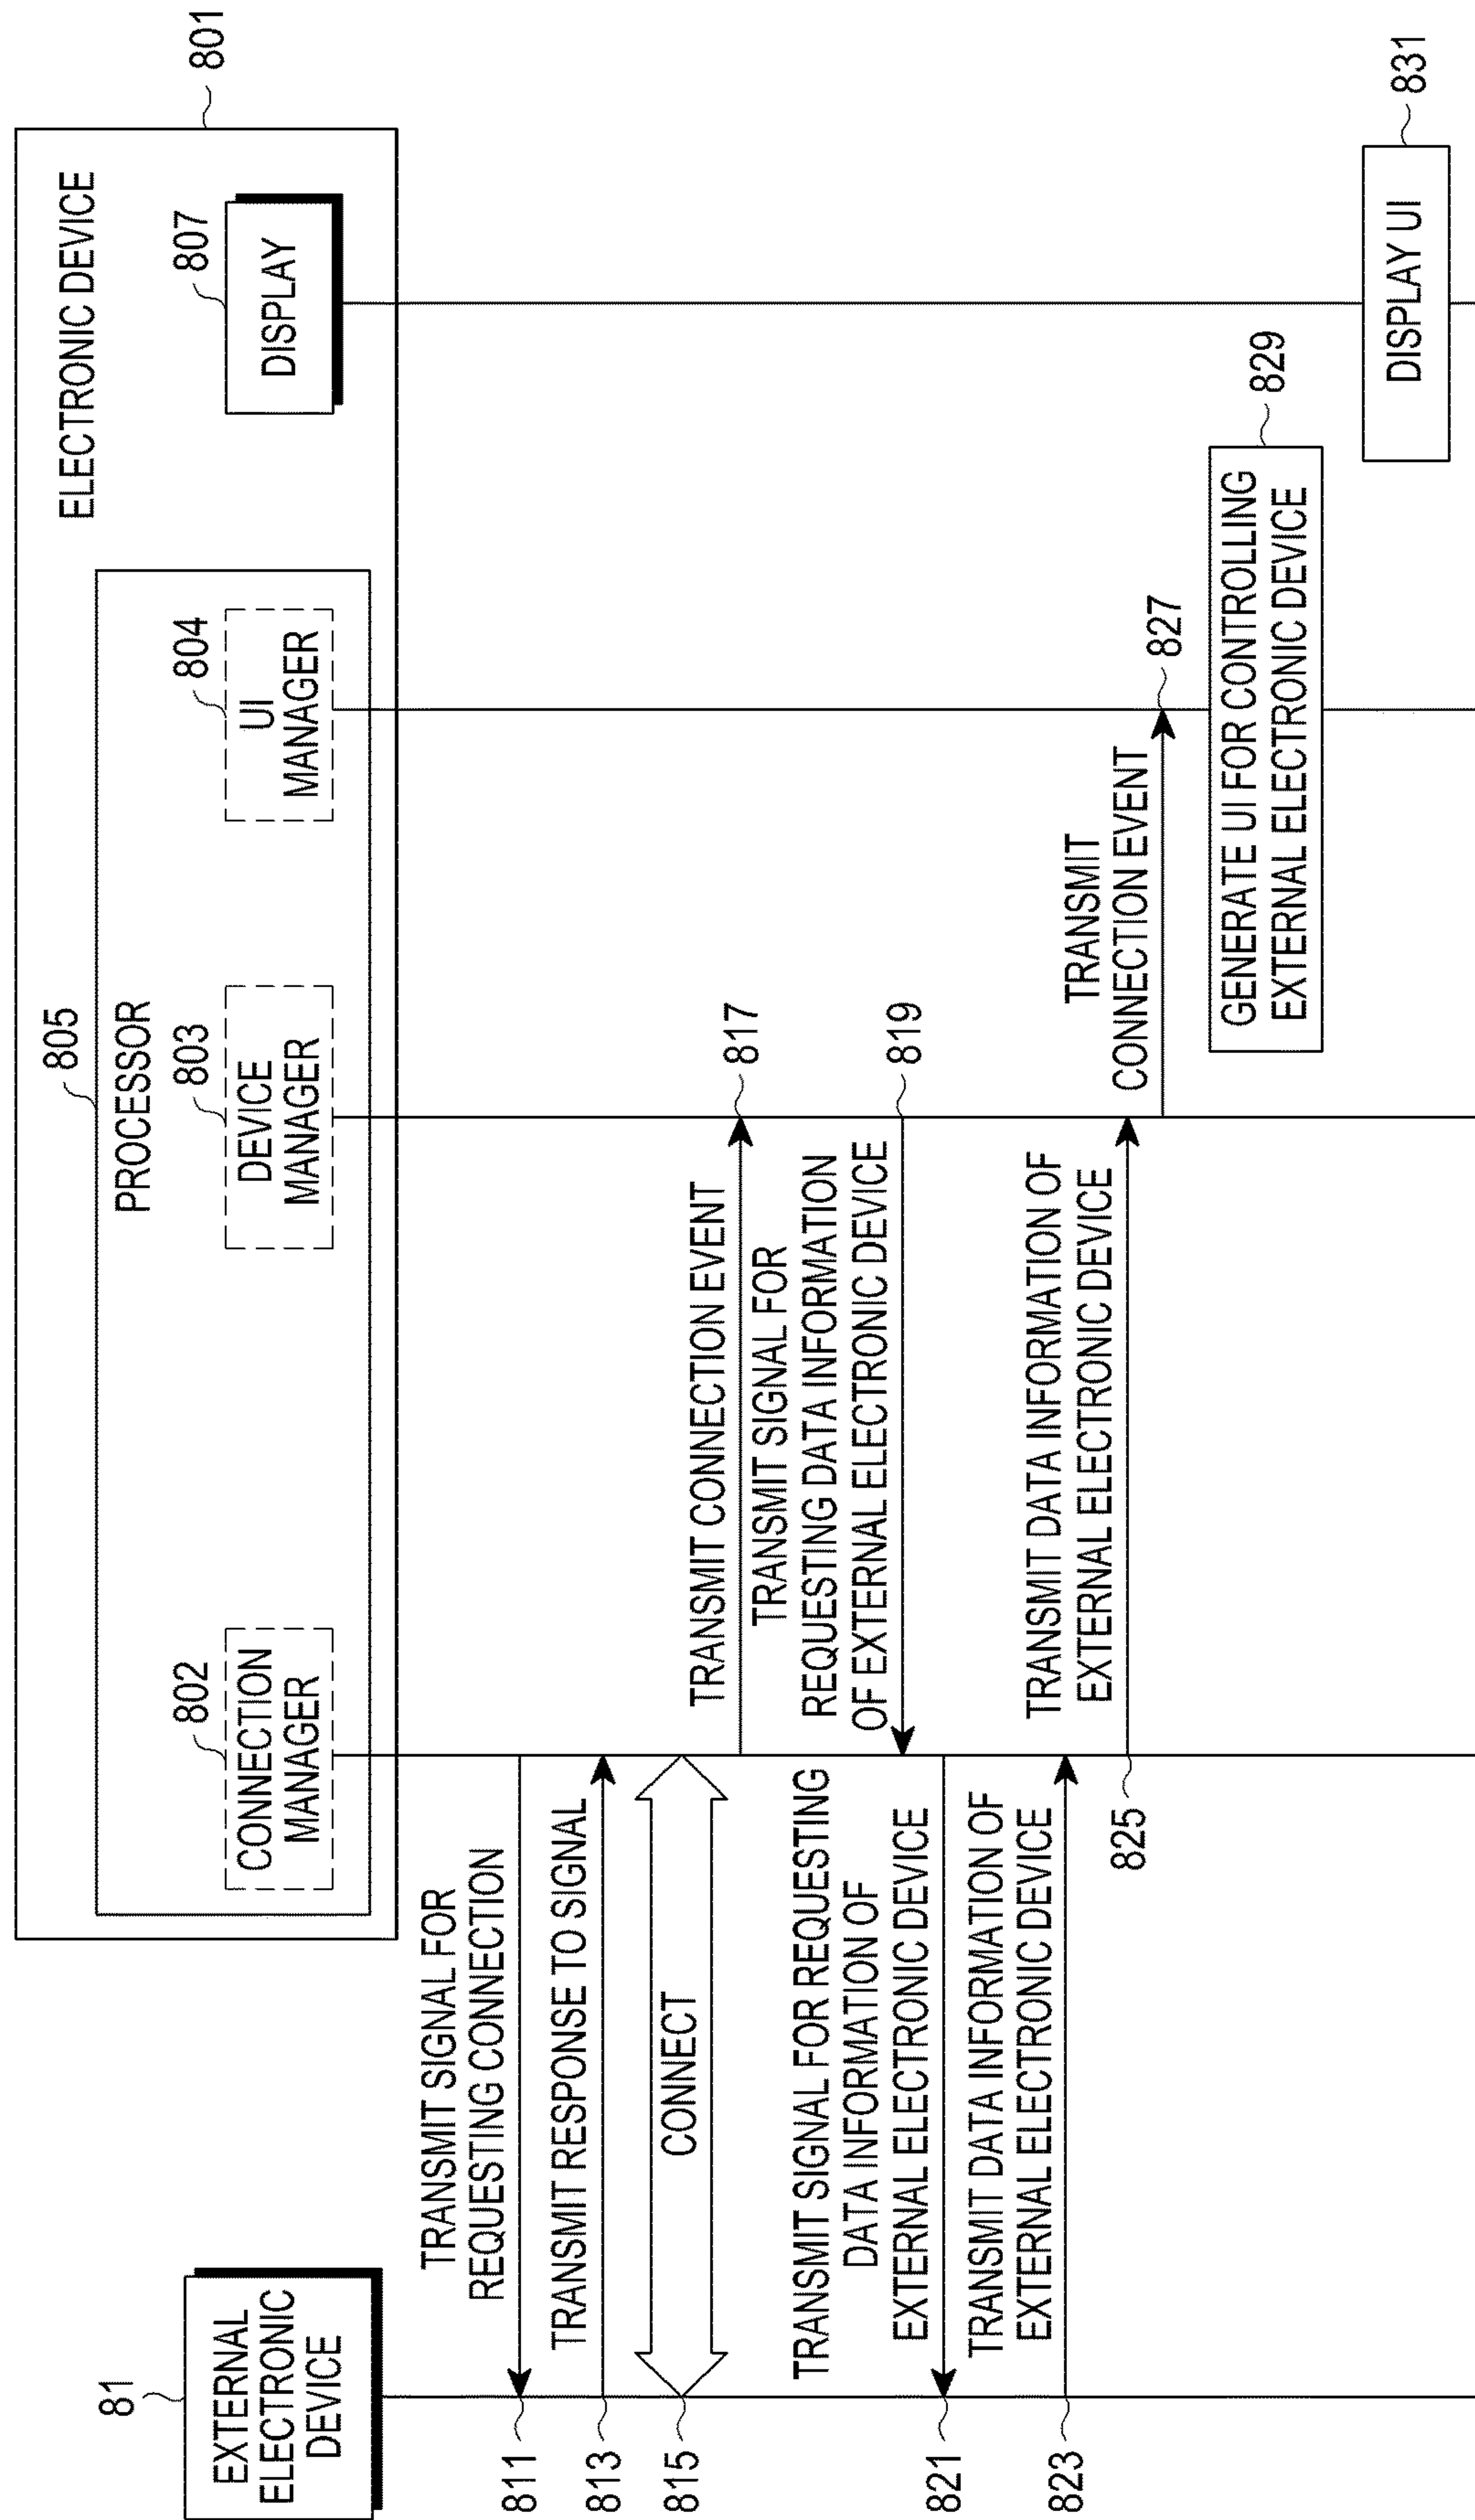 801
ELECTRONIC DEVICE
805
PROCESSOR
81
EXTERNAL
ELECTRONIC
DEVICE
802
CONNECTION
MANAGER
803
DEVICE
MANAGER
804
UI
MANAGER
807
DISPLAY
TRANSMIT SIGNAL FOR
REQUESTING CONNECTION
811
TRANSMIT RESPONSE TO SIGNAL
813
CONNECT
815
TRANSMIT CONNECTION EVENT
817
TRANSMIT SIGNAL FOR
REQUESTING DATA INFORMATION
OF EXTERNAL ELECTRONIC DEVICE
819
TRANSMIT SIGNAL FOR REQUESTING
DATA INFORMATION OF
EXTERNAL ELECTRONIC DEVICE
821
TRANSMIT DATA INFORMATION OF
EXTERNAL ELECTRONIC DEVICE
823
TRANSMIT DATA INFORMATION OF
EXTERNAL ELECTRONIC DEVICE
825
TRANSMIT
CONNECTION EVENT
827
GENERATE UI FOR CONTROLLING
EXTERNAL ELECTRONIC DEVICE
829
DISPLAY UI
831